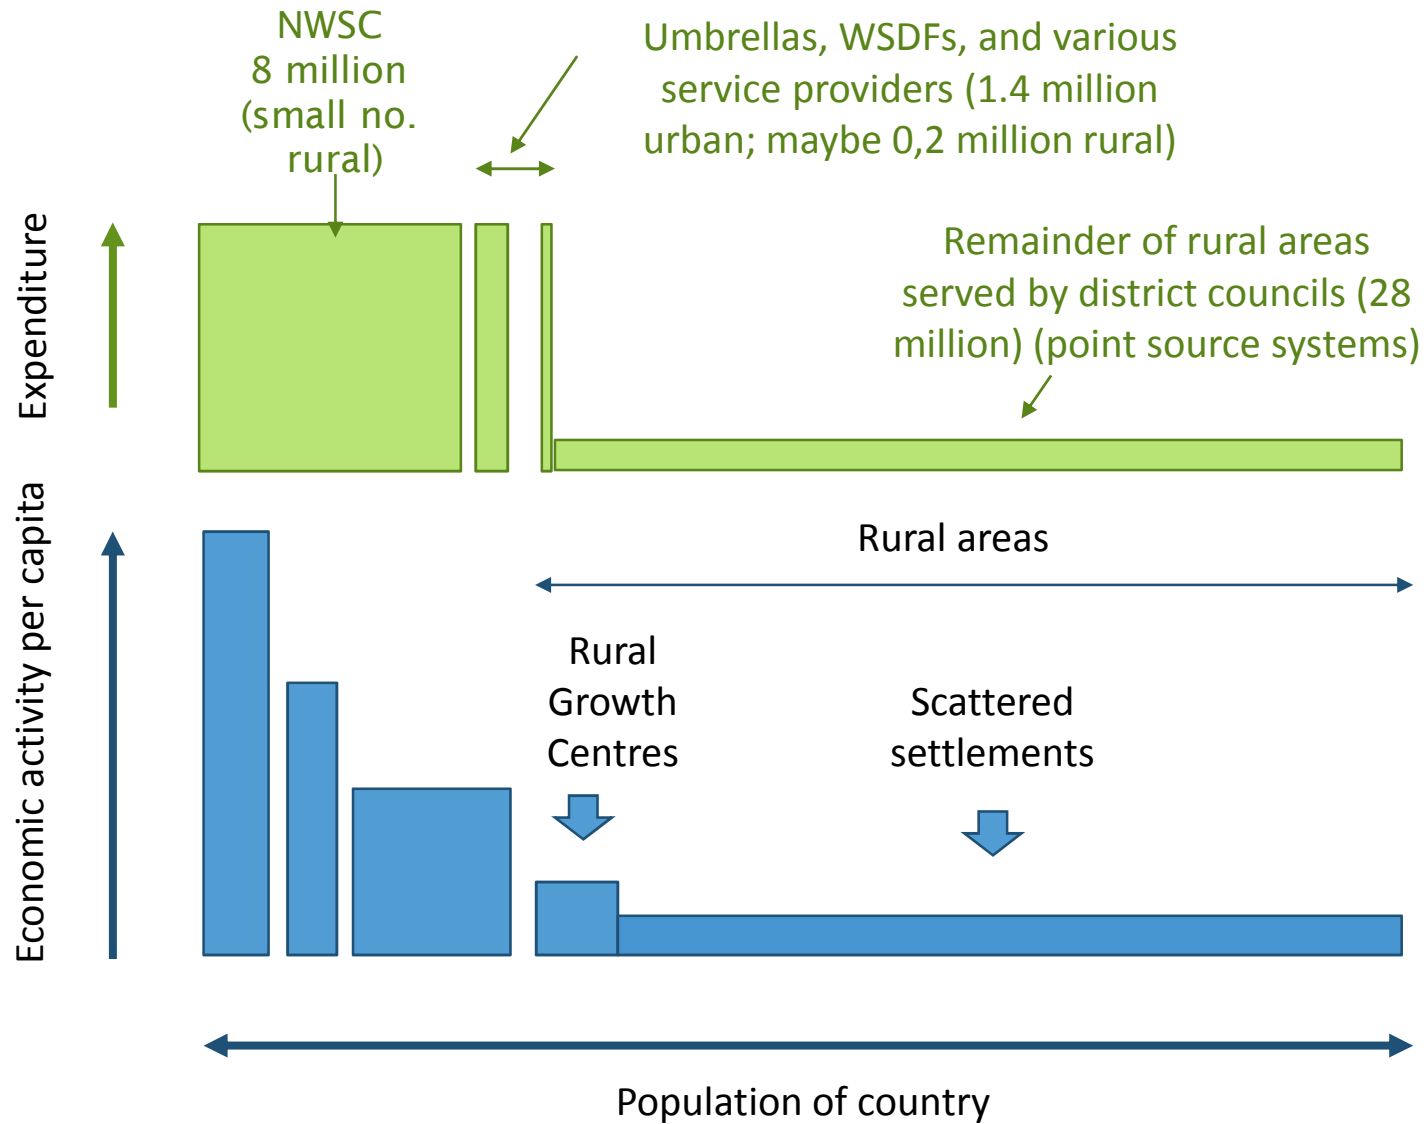 NWSC
8 million
(small no.
rural)
Umbrellas, WSDFs, and various
service providers (1.4 million
urban; maybe 0,2 million rural)
Expenditure
Remainder of rural areas
served by district councils (28
million) (point source systems)
Economic activity per capita
Rural areas
Rural
Growth
Centres
Scattered
settlements
Population of country